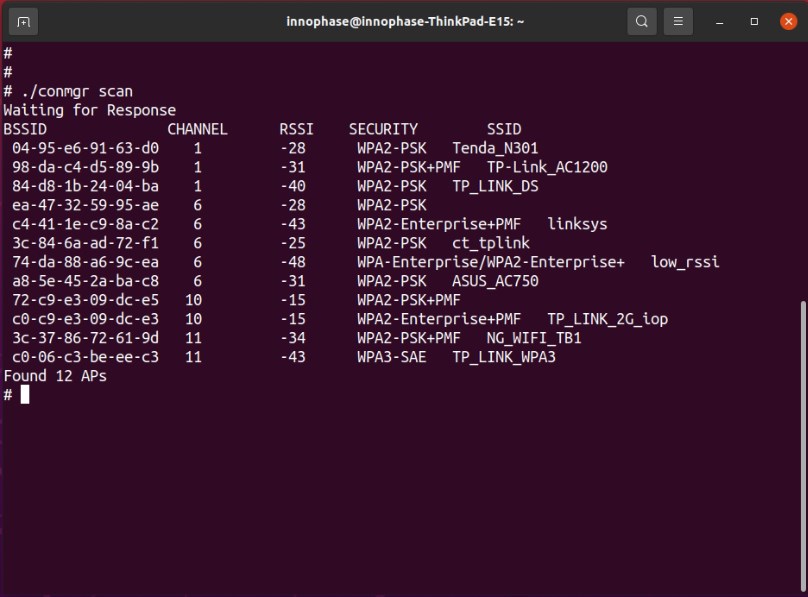 innophase@innophase-ThinkPad-E15: ~
#
#
# ./conmgr scan
Waiting for Response
BSSID CHANNEL RSSI SECURITY SSID
04-95-e6-91-63-d0 1 -28 WPA2-PSK Tenda_N301
98-da-c4-d5-89-9b 1 -31 WPA2-PSK+PMF TP-Link_AC1200
84-d8-1b-24-04-ba 1 -40 WPA2-PSK TP_LINK_DS
ea-47-32-59-95-ae 6 -28 WPA2-PSK
c4-41-1e-c9-8a-c2 6 -43 WPA2-Enterprise+PMF linksys
3c-84-6a-ad-72-f1 6 -25 WPA2-PSK ct_tplink
74-da-88-a6-9c-ea 6 -48 WPA-Enterprise/WPA2-Enterprise+ low_rssi
a8-5e-45-2a-ba-c8 6 -31 WPA2-PSK ASUS_AC750
72-c9-e3-09-dc-e5 10 -15 WPA2-PSK+PMF
c0-c9-e3-09-dc-e3 10 -15 WPA2-Enterprise+PMF TP_LINK_2G_iop
3c-37-86-72-61-9d 11 -34 WPA2-PSK+PMF NG_WIFI_TB1
c0-06-c3-be-ee-c3 11 -43 WPA3-SAE TP_LINK_WPA3
Found 12 APs
#